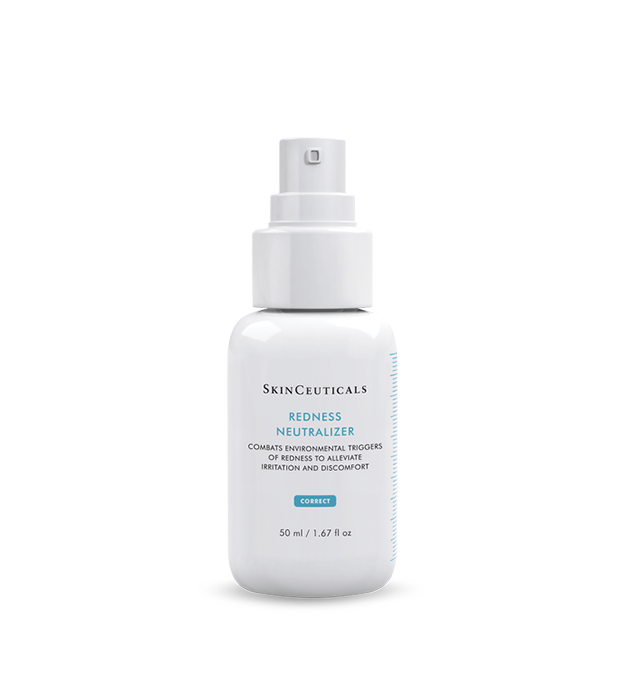 SKINCEUTICALS
REDNESS
NEUTRALIZER
COMBATS ENVIRONMENTAL TRIGGERS
OF REDNESS TO ALLEVIATE
IRRITATION AND DISCOMFORT
CORRECT
50 ml / 1.67 fl oz